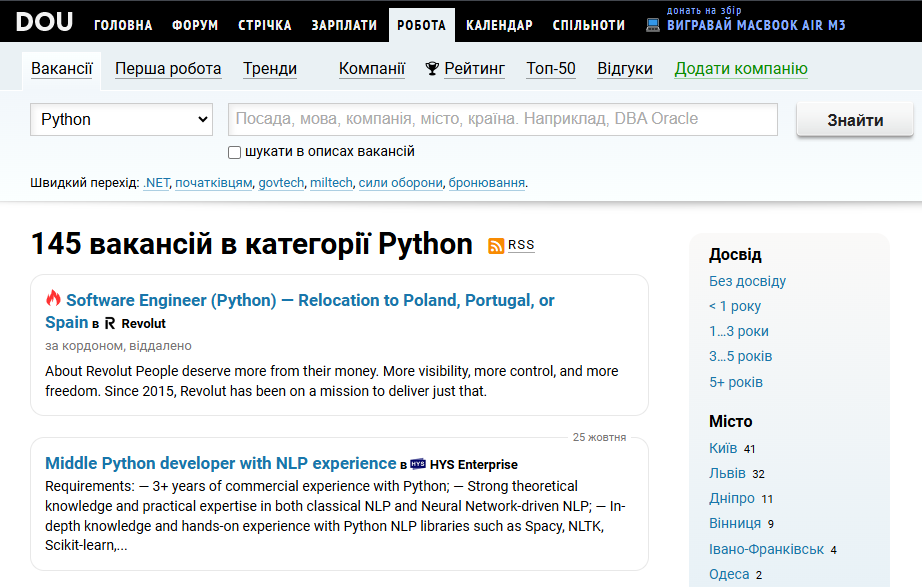 DOU ГОЛОВНА ФОРУМ СТРІЧКА ЗАРПЛАТИ РОБОТА КАЛЕНДАР СПІЛЬНОТИ донать на збір
ВИГРАВАЙ MACBOOK AIR M3
Вакансії Перша робота Тренди Компанії Рейтинг Топ-50 Відгуки Додати компанію
Python Посада, мова, компанія, місто, країна. Наприклад, DBA Oracle Знайти
шукати в описах вакансій
Швидкий перехід: .NET, початківцям, govtech, miltech, сили оборони, бронювання.
145 вакансій в категорії Python RSS
Software Engineer (Python) — Relocation to Poland, Portugal, or
Spain в R Revolut
за кордоном, віддалено
About Revolut People deserve more from their money. More visibility, more control, and more
freedom. Since 2015, Revolut has been on a mission to deliver just that.
25 жовтня
Middle Python developer with NLP experience в HYS HYS Enterprise
Requirements: — 3+ years of commercial experience with Python; — Strong theoretical
knowledge and practical expertise in both classical NLP and Neural Network-driven NLP; — In-
depth knowledge and hands-on experience with Python NLP libraries such as Spacy, NLTK,
Scikit-learn,...
Досвід
Без досвіду
< 1 року
1…3 роки
3…5 років
5+ років
Місто
Київ 41
Львів 32
Дніпро 11
Вінниця 9
Івано-Франківськ 4
Одеса 2